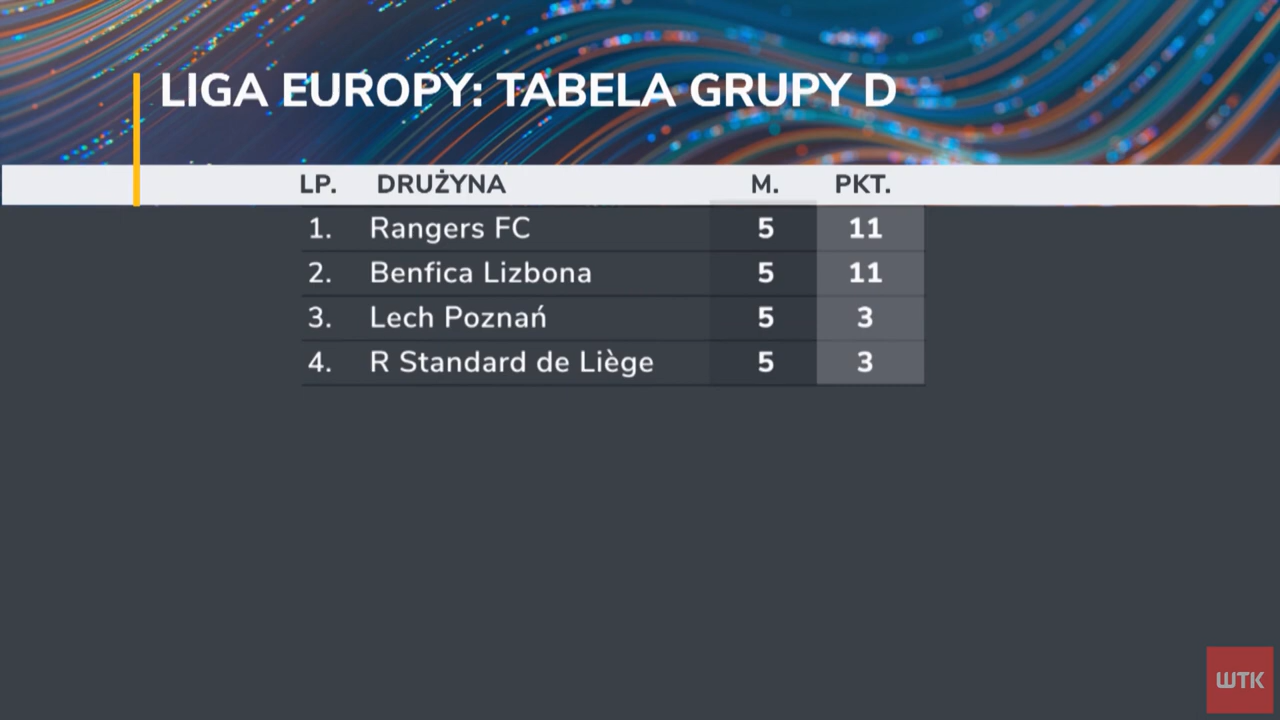 LIGA EUROPY: TABELA GRUPY D
LP. DRUŻYNA M. PKT.
1. Rangers FC 5 11
2. Benfica Lizbona 5 11
3. Lech Poznań 5 3
4. R Standard de Liège 5 3
WTK